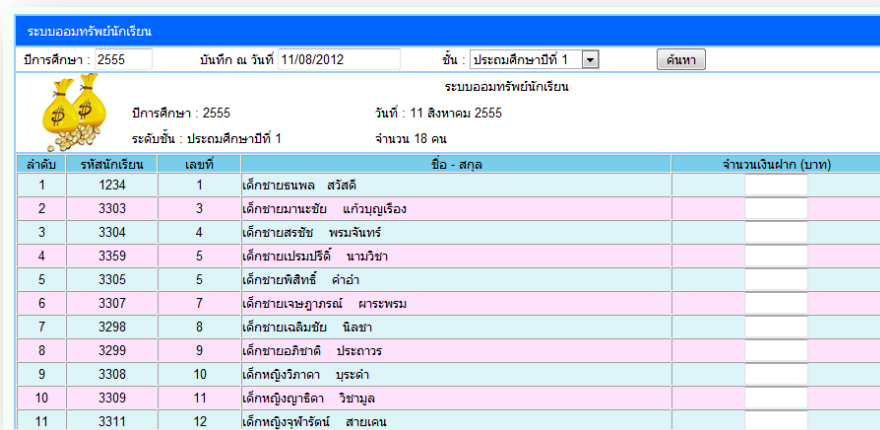 ระบบออมทรัพย์นักเรียน
ปีการศึกษา : 2555 บันทึก ณ วันที่ 11/08/2012 ชั้น : ประถมศึกษาปีที่ 1 ค้นหา
ระบบออมทรัพย์นักเรียน
ปีการศึกษา : 2555 วันที่ : 11 สิงหาคม 2555
ระดับชั้น : ประถมศึกษาปีที่ 1 จำนวน 18 คน
ลำดับ รหัสนักเรียน เลขที่ ชื่อ - สกุล จำนวนเงินฝาก (บาท)
1 1234 1 เด็กชายธนพล สวัสดี
2 3303 3 เด็กชายมานะชัย แก้วบุญเรือง
3 3304 4 เด็กชายสรชัช พรมจันทร์
4 3359 5 เด็กชายเปรมปรีดิ์ นามวิชา
5 3305 5 เด็กชายพิสิทธิ์ คำอ่ำ
6 3307 7 เด็กชายเจษฎาภรณ์ ผาระพรม
7 3298 8 เด็กชายเฉลิมชัย นิลชา
8 3299 9 เด็กชายอภิชาติ ประถาวร
9 3308 10 เด็กหญิงวิภาดา บุระดำ
10 3309 11 เด็กหญิงญาธิดา วิชามูล
11 3311 12 เด็กหญิงจุฬารัตน์ สายเคน